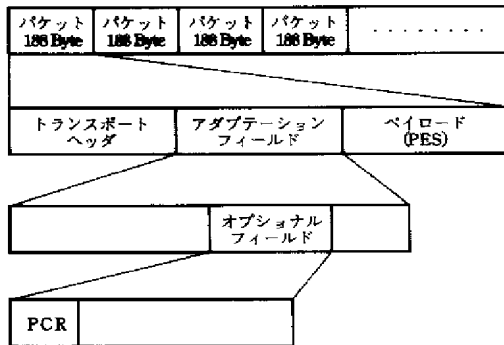 パケット パケット パケット パケット
188 Byte 188 Byte 188 Byte 188 Byte ........
トランスポート アダプテーション ペイロード
ヘッダ フィールド (PES)
オプショナル
フィールド
PCR